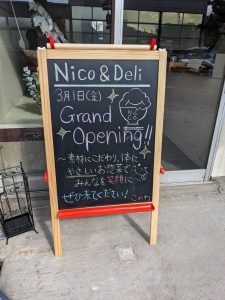 Nico & Deli
3月1日(金)
Grand
Opening!!
〜素材にこだわり、体に
やさしいお惣菜で
みんなを笑顔に〜
ぜひ来てください!